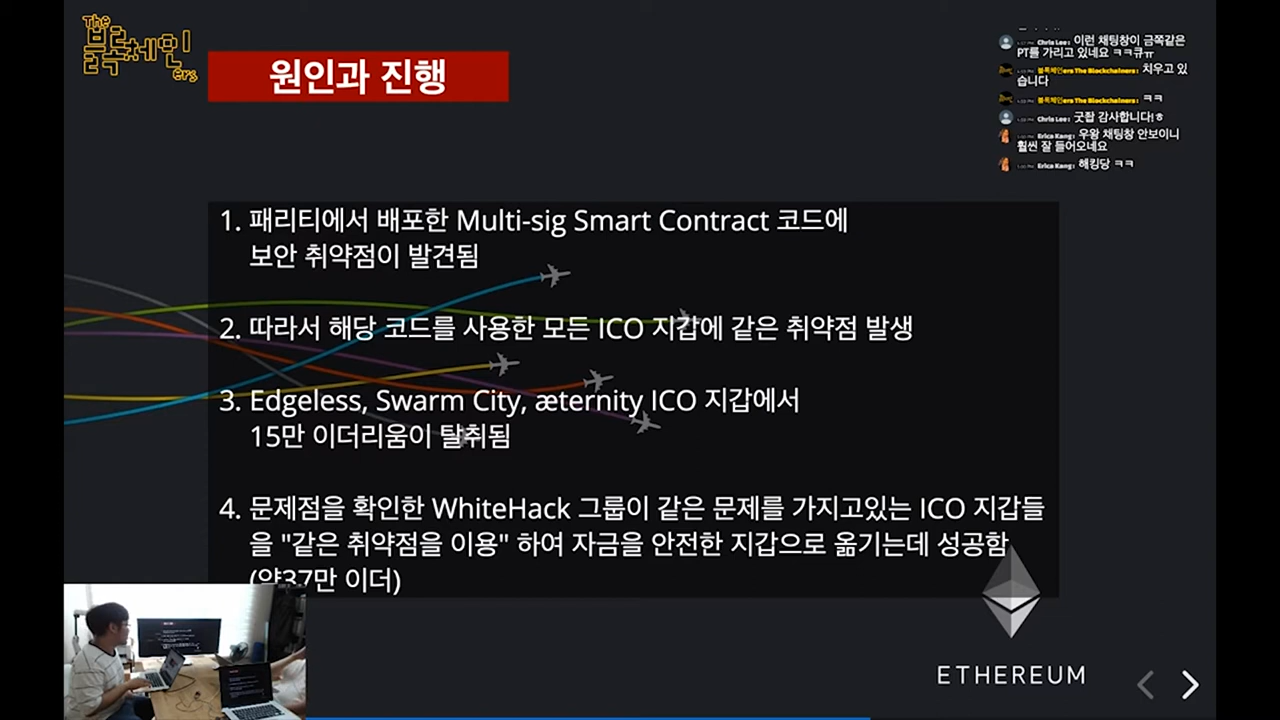 The
블록체인
ers
원인과 진행
Chris Lee: 이런 채팅창이 금쪽같은
PT를 가리고 있네요 ㅋㅋ큐ㅠ
블록체인ers The Blockchainers: 치우고 있
습니다
블록체인ers The Blockchainers: ㅋㅋ
Chris Lee: 굿좝 감사합니다!ㅎ
Erica Kang: 우왕 채팅창 안보이니
훨씬 잘 들어오네요
Erica Kang: 해킹당 ㅋㅋ
1. 패리티에서 배포한 Multi-sig Smart Contract 코드에
보안 취약점이 발견됨
2. 따라서 해당 코드를 사용한 모든 ICO 지갑에 같은 취약점 발생
3. Edgeless, Swarm City, æternity ICO 지갑에서
15만 이더리움이 탈취됨
4. 문제점을 확인한 WhiteHack 그룹이 같은 문제를 가지고있는 ICO 지갑들
을 "같은 취약점을 이용" 하여 자금을 안전한 지갑으로 옮기는데 성공함
(약37만 이더)
ETHEREUM